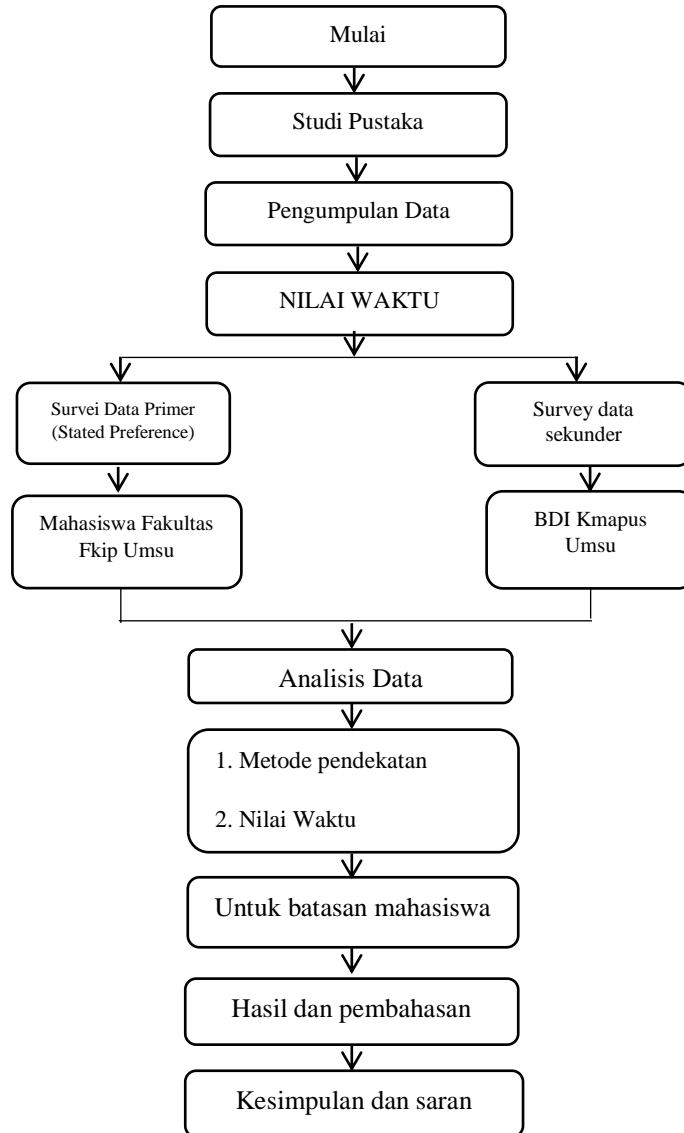 Mulai
Studi Pustaka
Pengumpulan Data
NILAI WAKTU
Survei Data Primer
(Stated Preference)
Survey data
sekunder
Mahasiswa Fakultas
Fkip Umsu
BDI Kmapus
Umsu
Analisis Data
1. Metode pendekatan
2. Nilai Waktu
Untuk batasan mahasiswa
Hasil dan pembahasan
Kesimpulan dan saran